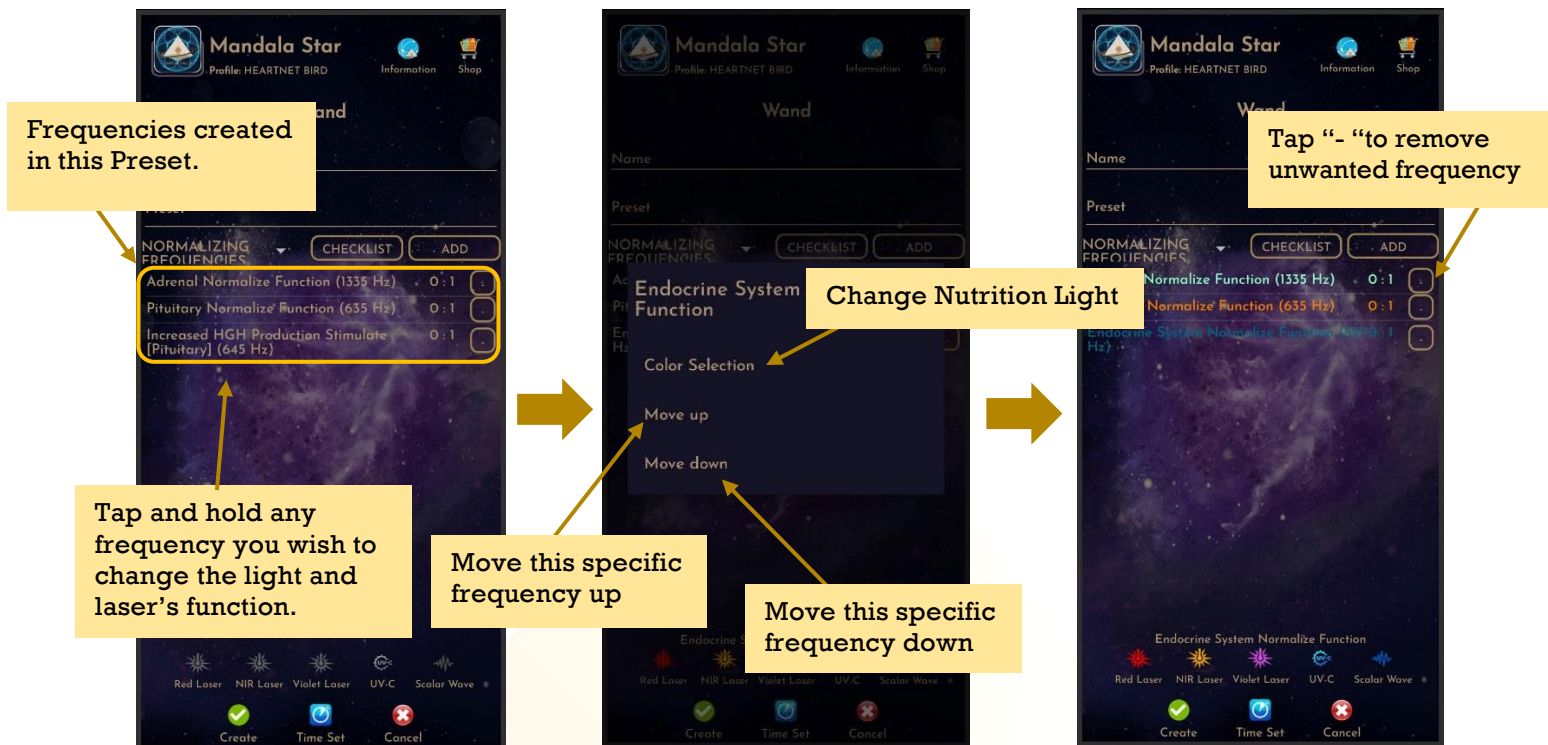 Mandala Star
Profile: HEARTNET BIRD
Information
Shop
and
Frequencies created
in this Preset.
Preset
NORMALIZING
FREQUENCIES
CHECKLIST
ADD
Adrenal Normalize Function (1335 Hz)
0 : 1
-
Pituitary Normalize Function (635 Hz)
0 : 1
-
Increased HGH Production Stimulate
[Pituitary] (645 Hz)
0 : 1
-
Tap and hold any
frequency you wish to
change the light and
laser’s function.
Red Laser
NIR Laser
Violet Laser
UV-C
Scalar Wave
Create
Time Set
Cancel
Mandala Star
Profile: HEARTNET BIRD
Information
Shop
Wand
Name
Preset
NORMALIZING
FREQUENCIES
CHECKLIST
ADD
Endocrine System
Function
Change Nutrition Light
Color Selection
Move up
Move down
Move this specific
frequency up
Move this specific
frequency down
Endocrine S
Red Laser
NIR Laser
Violet Laser
UV-C
Scalar Wave
Create
Time Set
Cancel
Mandala Star
Profile: HEARTNET BIRD
Information
Shop
Wand
Tap “- “to remove
unwanted frequency
Name
Preset
NORMALIZING
FREQUENCIES
CHECKLIST
ADD
Normalize Function (1335 Hz)
0 : 1
-
Normalize Function (635 Hz)
0 : 1
-
Endocrine System Normalize Function
Hz)
0 : 1
-
Endocrine System Normalize Function
Red Laser
NIR Laser
Violet Laser
UV-C
Scalar Wave
Create
Time Set
Cancel